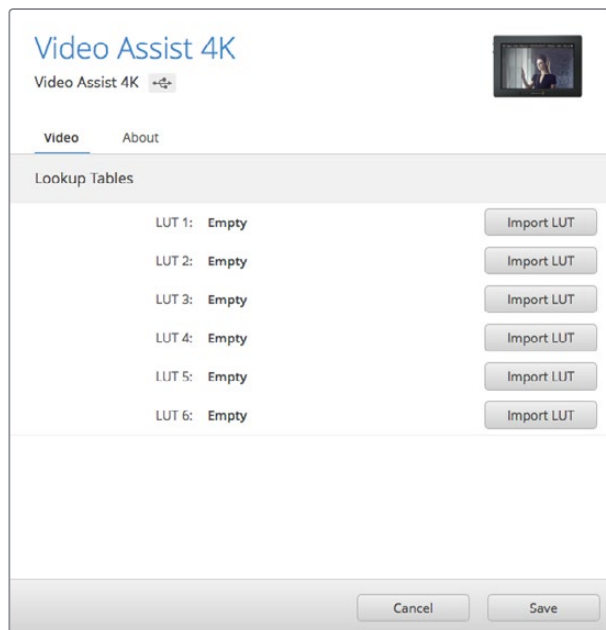 Video Assist 4K
Video Assist 4K
Video About
Lookup Tables
LUT 1: Empty Import LUT
LUT 2: Empty Import LUT
LUT 3: Empty Import LUT
LUT 4: Empty Import LUT
LUT 5: Empty Import LUT
LUT 6: Empty Import LUT
Cancel Save